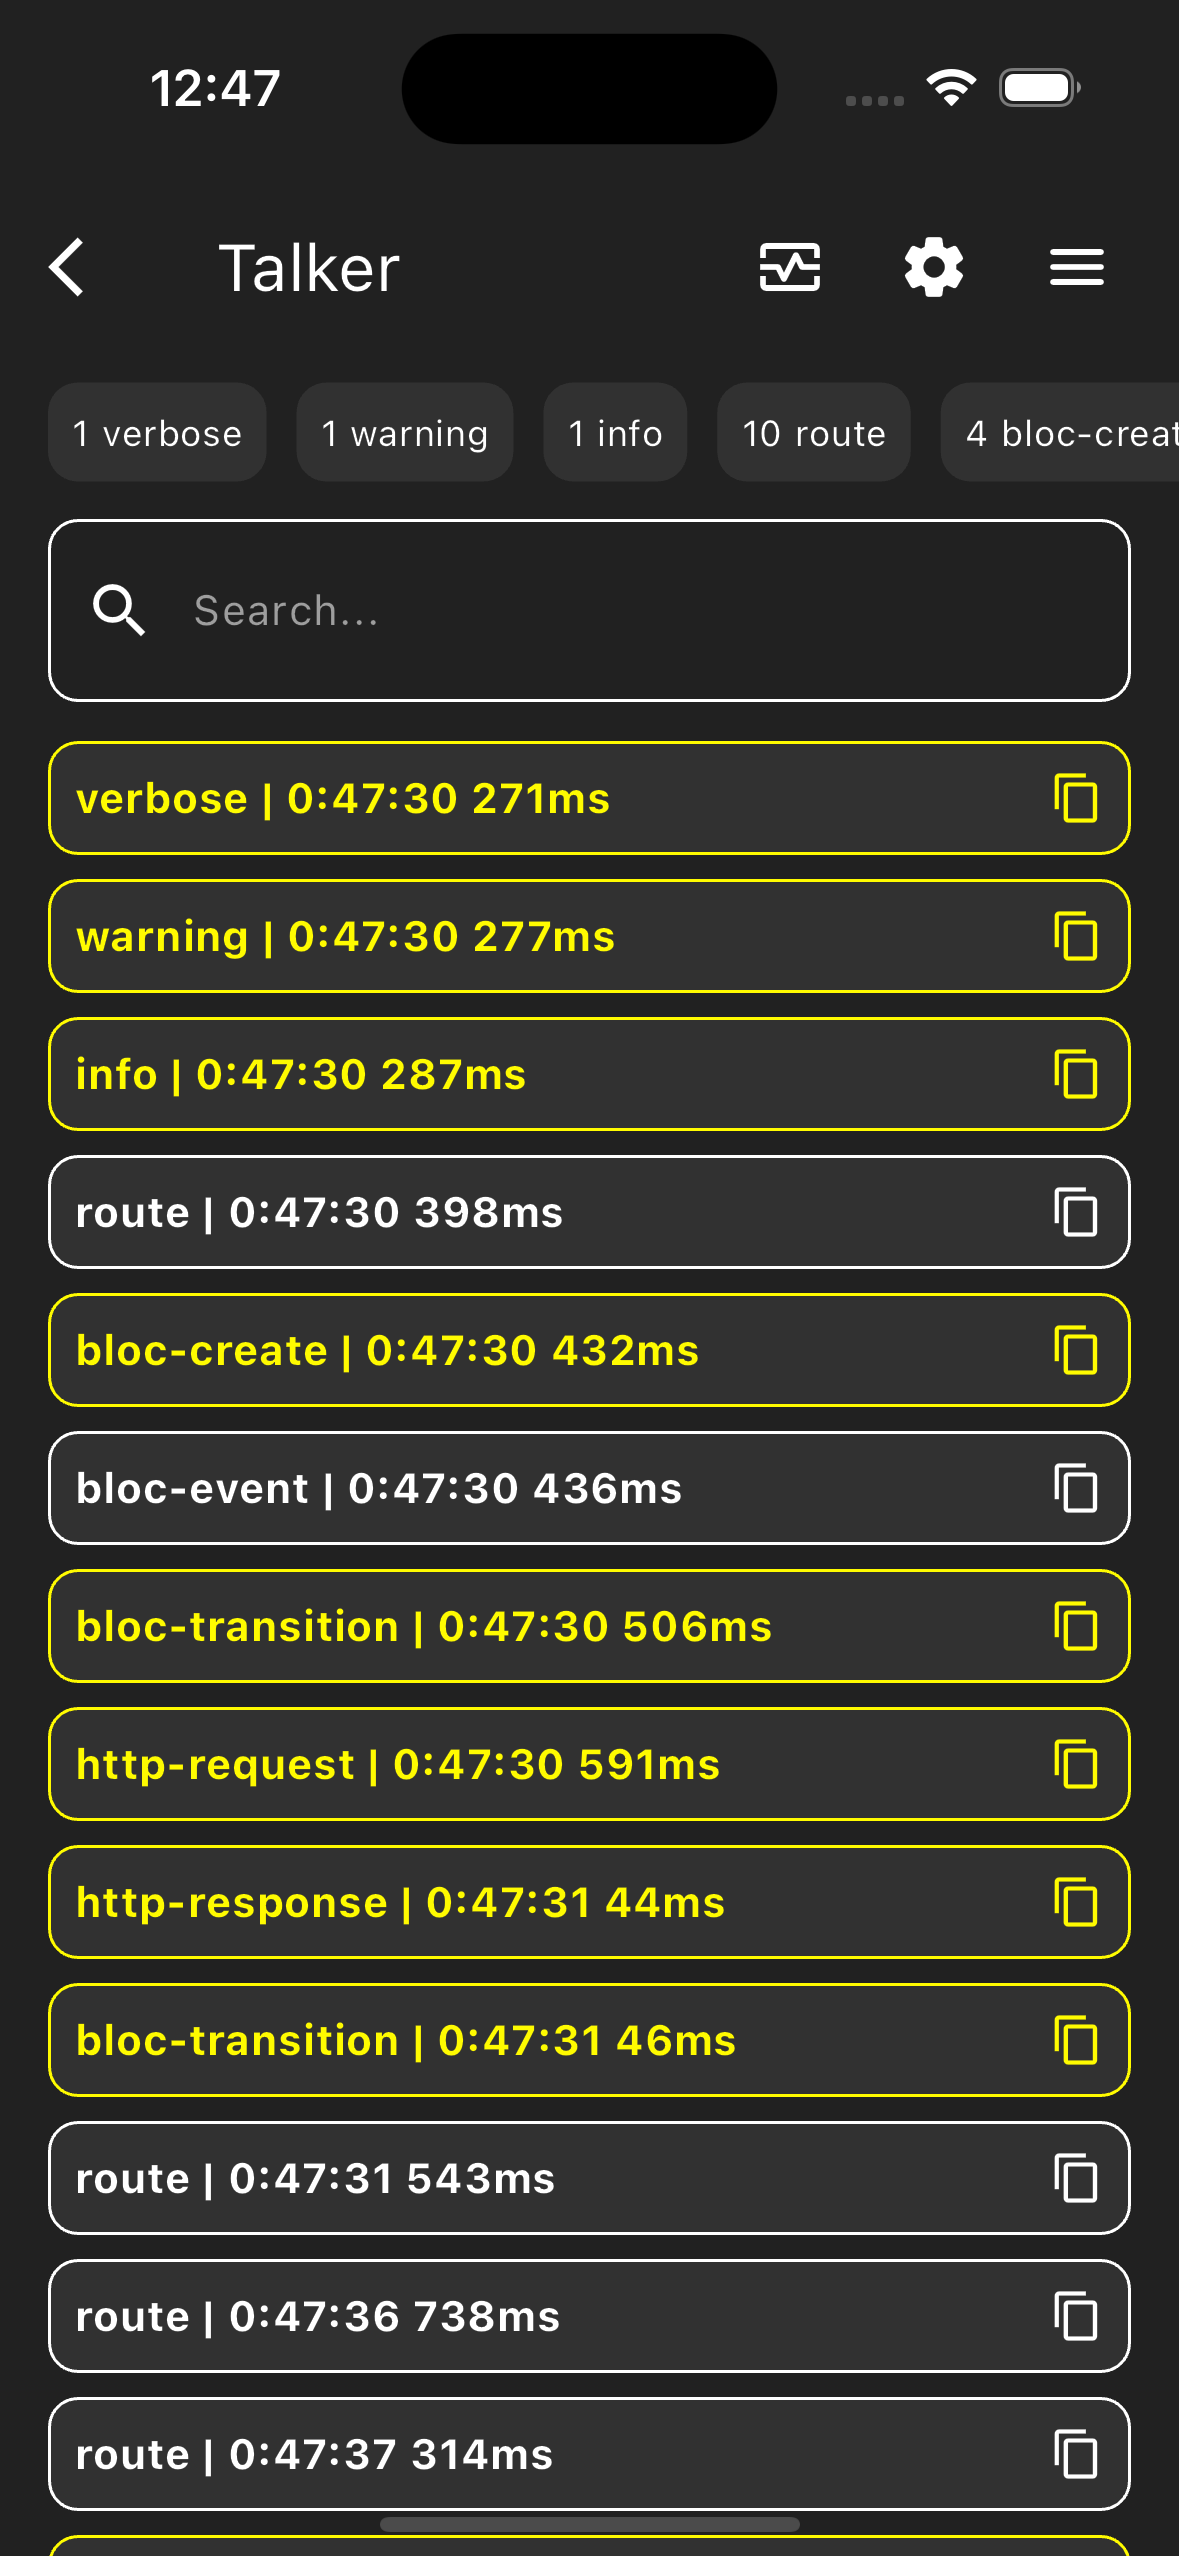 12:47
Talker
1 verbose
1 warning
1 info
10 route
4 bloc-creat
Search...
verbose | 0:47:30 271ms
warning | 0:47:30 277ms
info | 0:47:30 287ms
route | 0:47:30 398ms
bloc-create | 0:47:30 432ms
bloc-event | 0:47:30 436ms
bloc-transition | 0:47:30 506ms
http-request | 0:47:30 591ms
http-response | 0:47:31 44ms
bloc-transition | 0:47:31 46ms
route | 0:47:31 543ms
route | 0:47:36 738ms
route | 0:47:37 314ms